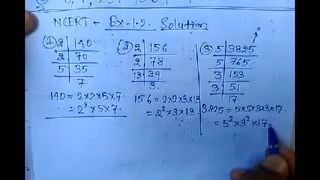 NCERT - Ex-1.2. Solution
(1) 2 | 140
2 | 70
5 | 35
7
140 = 2×2×5×7
= 2²×5×7
(2) 2 | 156
2 | 78
13 | 39
3
156 = 2×2×3×13
= 2²×3×13
(3) 5 | 3825
5 | 765
3 | 153
3 | 51
17
3825 = 5×5×3×3×17
= 5²×3²×17